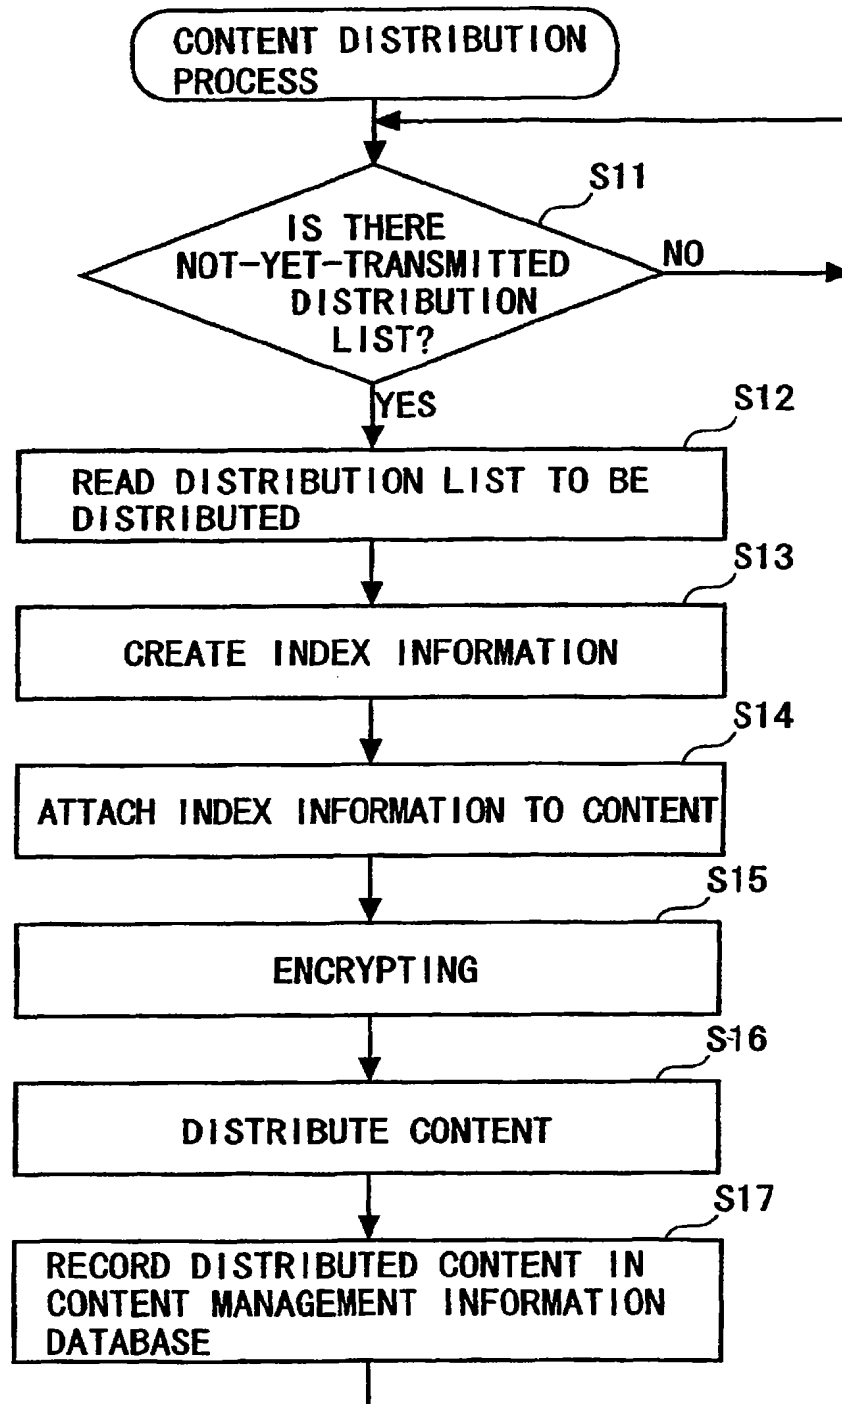 CONTENT DISTRIBUTION
PROCESS
S11
IS THERE
NOT-YET-TRANSMITTED
DISTRIBUTION
LIST?
NO
YES
S12
READ DISTRIBUTION LIST TO BE
DISTRIBUTED
S13
CREATE INDEX INFORMATION
S14
ATTACH INDEX INFORMATION TO CONTENT
S15
ENCRYPTING
S16
DISTRIBUTE CONTENT
S17
RECORD DISTRIBUTED CONTENT IN
CONTENT MANAGEMENT INFORMATION
DATABASE